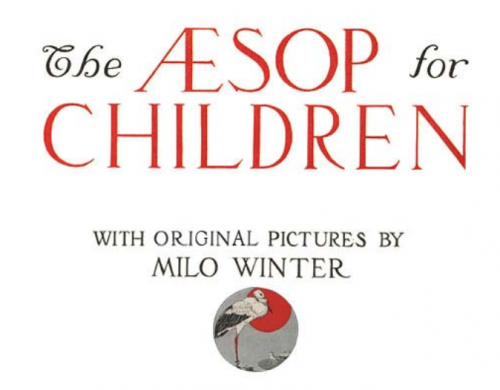 The ÆSOP for
CHILDREN
WITH ORIGINAL PICTURES BY
MILO WINTER